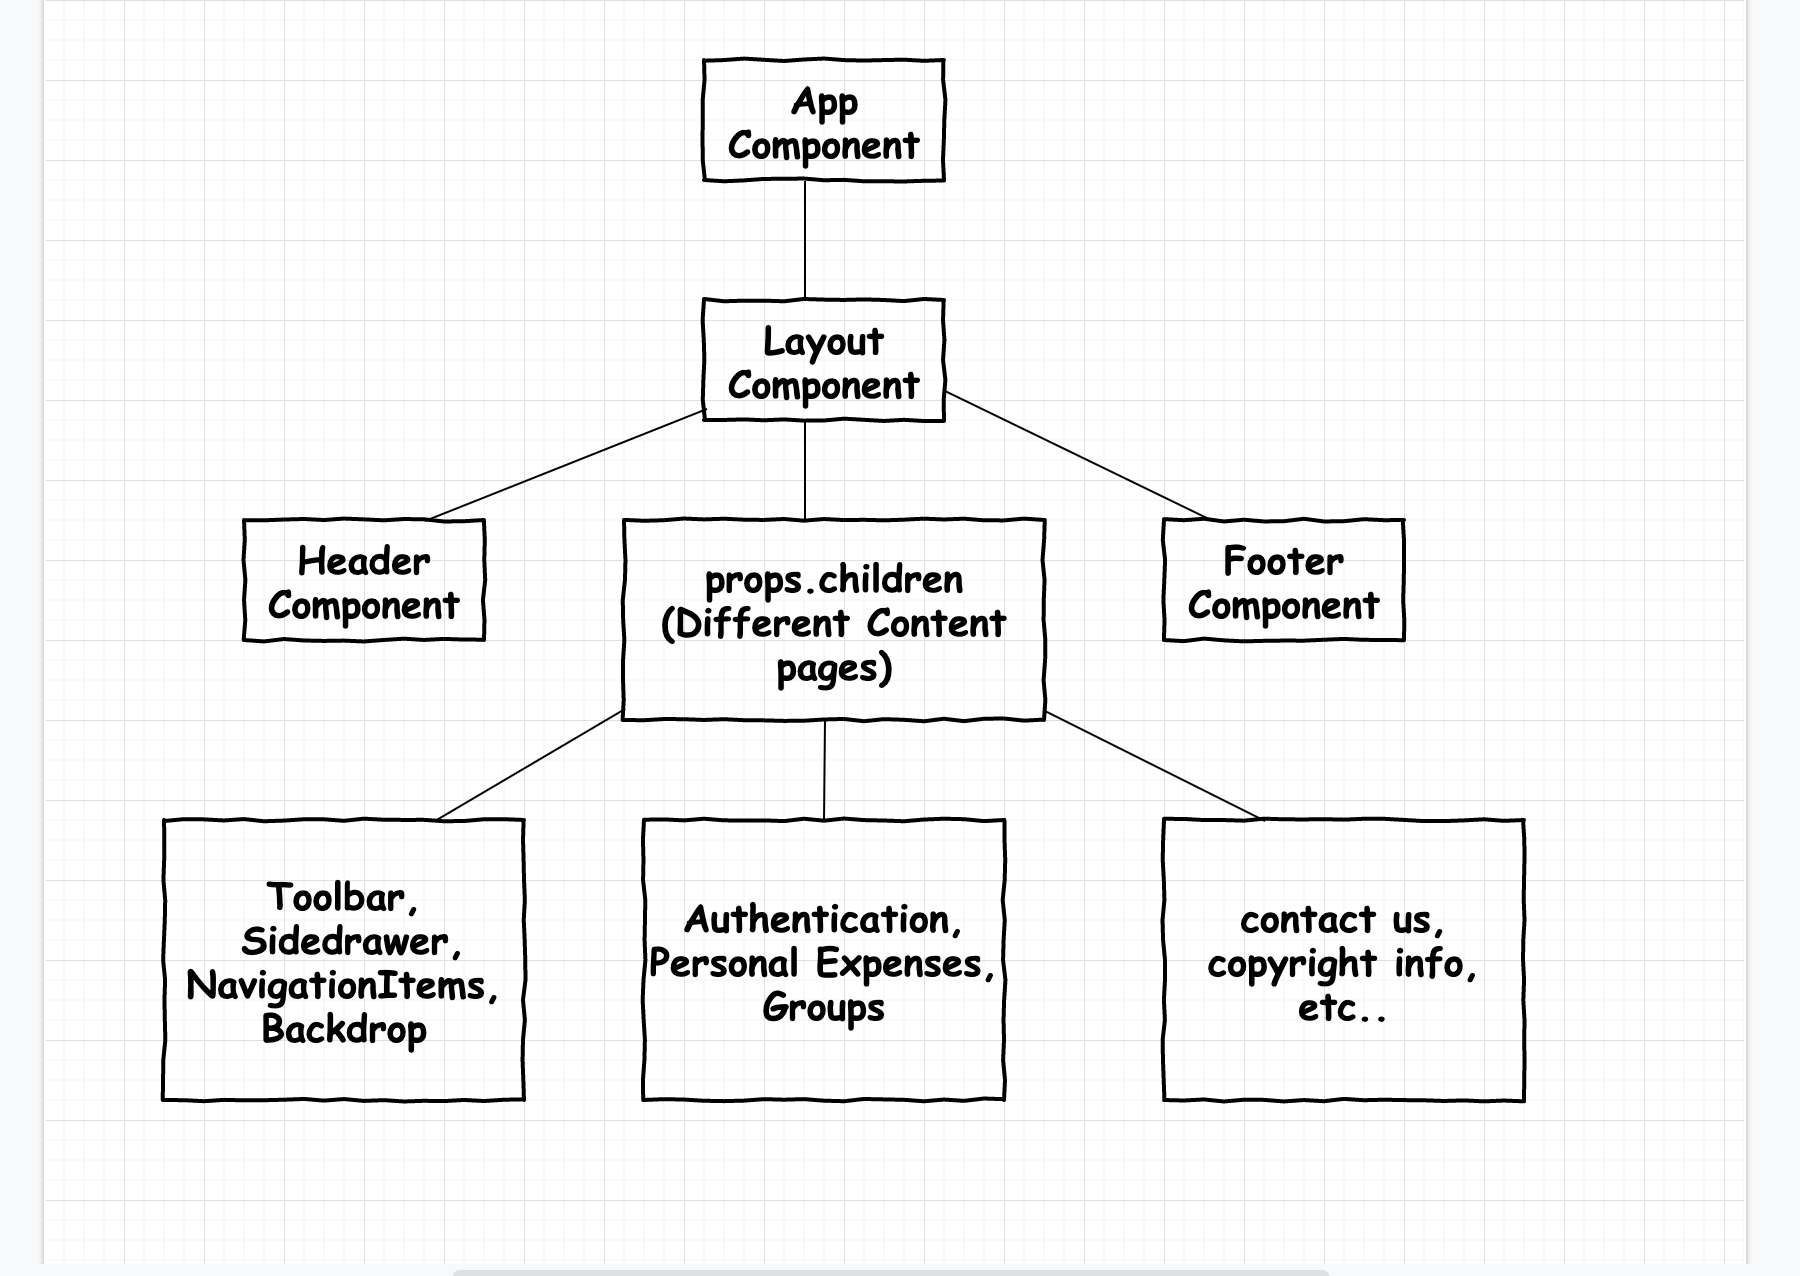 App
Component
Layout
Component
Header
Component
props.children
(Different Content
pages)
Footer
Component
Toolbar,
Sidedrawer,
NavigationItems,
Backdrop
Authentication,
Personal Expenses,
Groups
contact us,
copyright info,
etc..